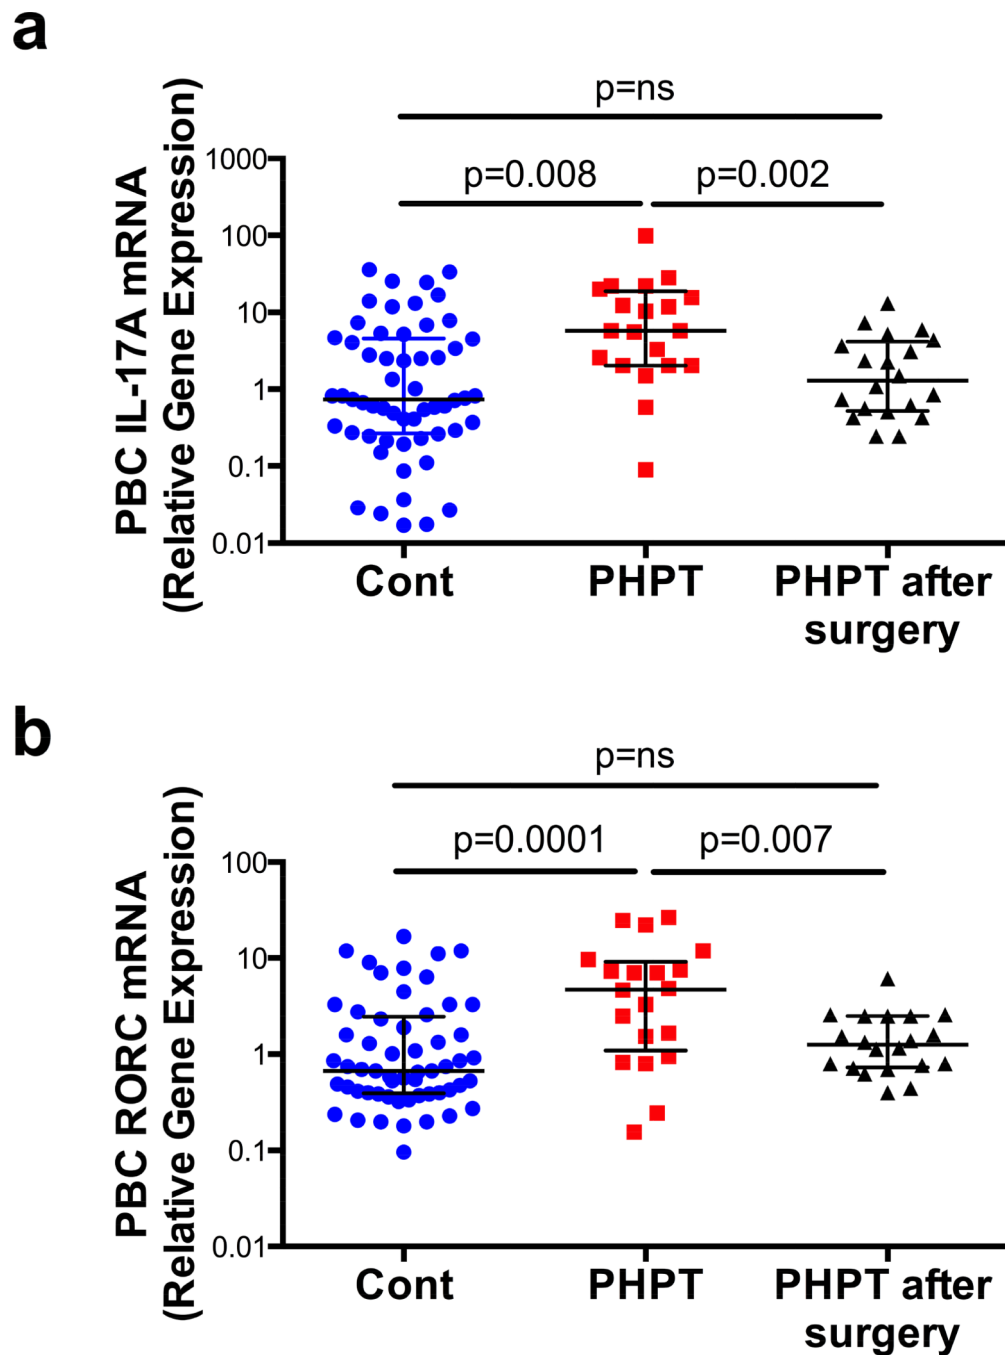 a
p=ns
p=0.008
p=0.002
PBC IL-17A mRNA
(Relative Gene Expression)
1000
100
10
1
0.1
0.01
Cont
PHPT
PHPT after
surgery
b
p=ns
p=0.0001
p=0.007
PBC RORC mRNA
(Relative Gene Expression)
100
10
1
0.1
0.01
Cont
PHPT
PHPT after
surgery